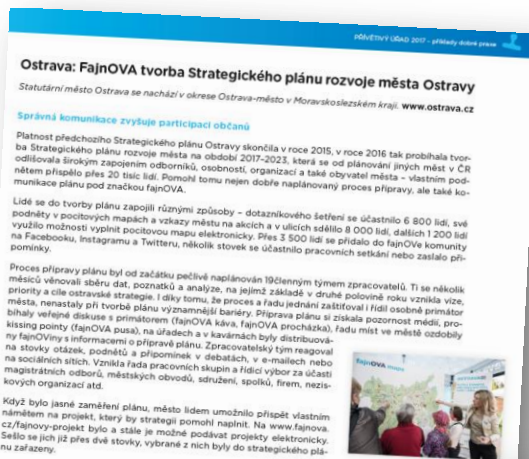 PŘÍVĚTIVÝ ÚŘAD 2017 – příklady dobré praxe
Ostrava: FajnOVA tvorba Strategického plánu rozvoje města Ostravy
Statutární město Ostrava se nachází v okrese Ostrava-město v Moravskoslezském kraji. www.ostrava.cz
Správná komunikace zvyšuje participaci občanů
Platnost předchozího Strategického plánu Ostravy skončila v roce 2015, v roce 2016 tak probíhala tvor-
ba Strategického plánu rozvoje města na období 2017–2023, která se od plánování jiných měst v ČR
odlišovala širokým zapojením odborníků, osobností, organizací a také obyvatel města – vlastním pod-
nětem přispělo přes 20 tisíc lidí. Pomohl tomu nejen dobře naplánovaný proces přípravy, ale také ko-
munikace plánu pod značkou fajnOVA.
Lidé se do tvorby plánu zapojili různými způsoby – dotazníkového šetření se účastnilo 6 800 lidí, své
podněty v pocitových mapách a vzkazy městu na akcích a v ulicích sdělilo 8 000 lidí, dalších 1 200 lidí
využilo možnosti vyplnit pocitovou mapu elektronicky. Přes 3 500 lidí se přidalo do fajnOVe komunity
na Facebooku, Instagramu a Twitteru, několik stovek se účastnilo pracovních setkání nebo zaslalo při-
pomínky.
Proces přípravy plánu byl od začátku pečlivě naplánován 19členným týmem zpracovatelů. Ti se několik
měsíců věnovali sběru dat, poznatků a analýze, na jejímž základě v druhé polovině roku vznikla vize,
priority a cíle ostravské strategie. I díky tomu, že proces a řadu jednání zaštiťoval i řídil osobně primátor
města, nenastaly při tvorbě plánu významnější bariéry. Příprava plánu si získala pozornost médií, pro-
bíhaly veřejné diskuse s primátorem (fajnOVA káva, fajnOVA procházka), řadu míst ve městě ozdobily
kissing pointy (fajnOVA pusa), na úřadech a v kavárnách byly distribuová-
ny fajnOViny s informacemi o přípravě plánu. Zpracovatelský tým reagoval
na stovky otázek, podnětů a připomínek v debatách, v e-mailech nebo
na sociálních sítích. Vznikla řada pracovních skupin a řídicí výbor za účasti
magistrátních odborů, městských obvodů, sdružení, spolků, firem, nezis-
kových organizací atd.
Když bylo jasné zaměření plánu, město lidem umožnilo přispět vlastním
námětem na projekt, který by strategii pomohl naplnit. Na www.fajnova.
cz/fajnovy-projekt bylo a stále je možné podávat projekty elektronicky.
Sešlo se jich již přes dvě stovky, vybrané z nich byly do strategického plá-
nu zařazeny.
fajnOVA mapa